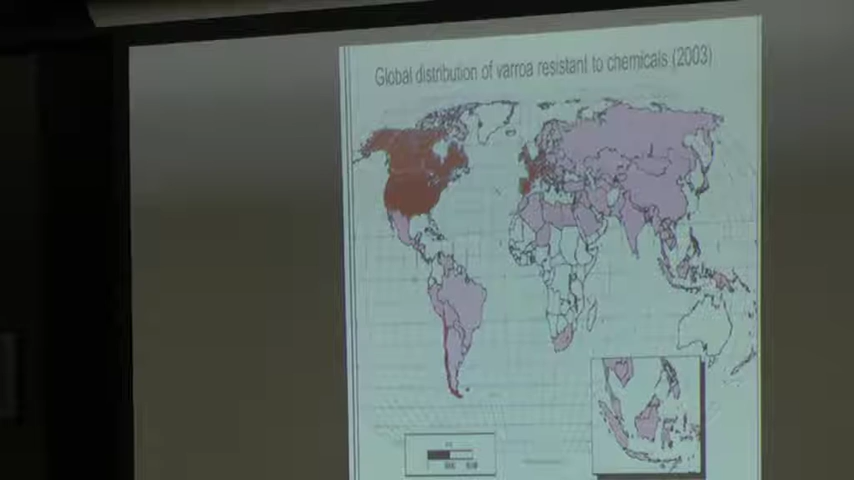 Global distribution of varroa resistant to chemicals (2003)